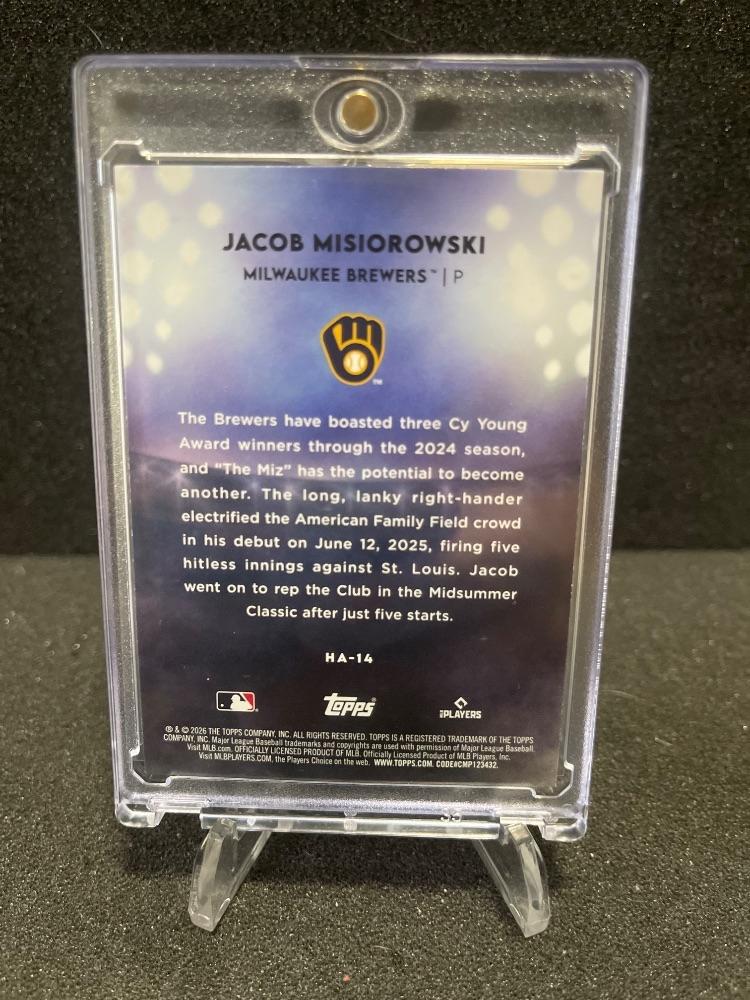 JACOB MISIOROWSKI
MILWAUKEE BREWERS™ | P
TM
The Brewers have boasted three Cy Young
Award winners through the 2024 season,
and "The Miz" has the potential to become
another. The long, lanky right-hander
electrified the American Family Field crowd
in his debut on June 12, 2025, firing five
hitless innings against St. Louis. Jacob
went on to rep the Club in the Midsummer
Classic after just five starts.
HA-14
Topps® MLB PLAYERS
® & © 2026 THE TOPPS COMPANY, INC. ALL RIGHTS RESERVED. TOPPS IS A REGISTERED TRADEMARK OF THE TOPPS
COMPANY, INC. Major League Baseball trademarks and copyrights are used with permission of Major League Baseball.
Visit MLB.com. OFFICIALLY LICENSED PRODUCT OF MLB. Officially Licensed Product of MLB Players, Inc.
Visit MLBPLAYERS.COM, the Players Choice on the web. WWW.TOPPS.COM. CODE#CMP123432.